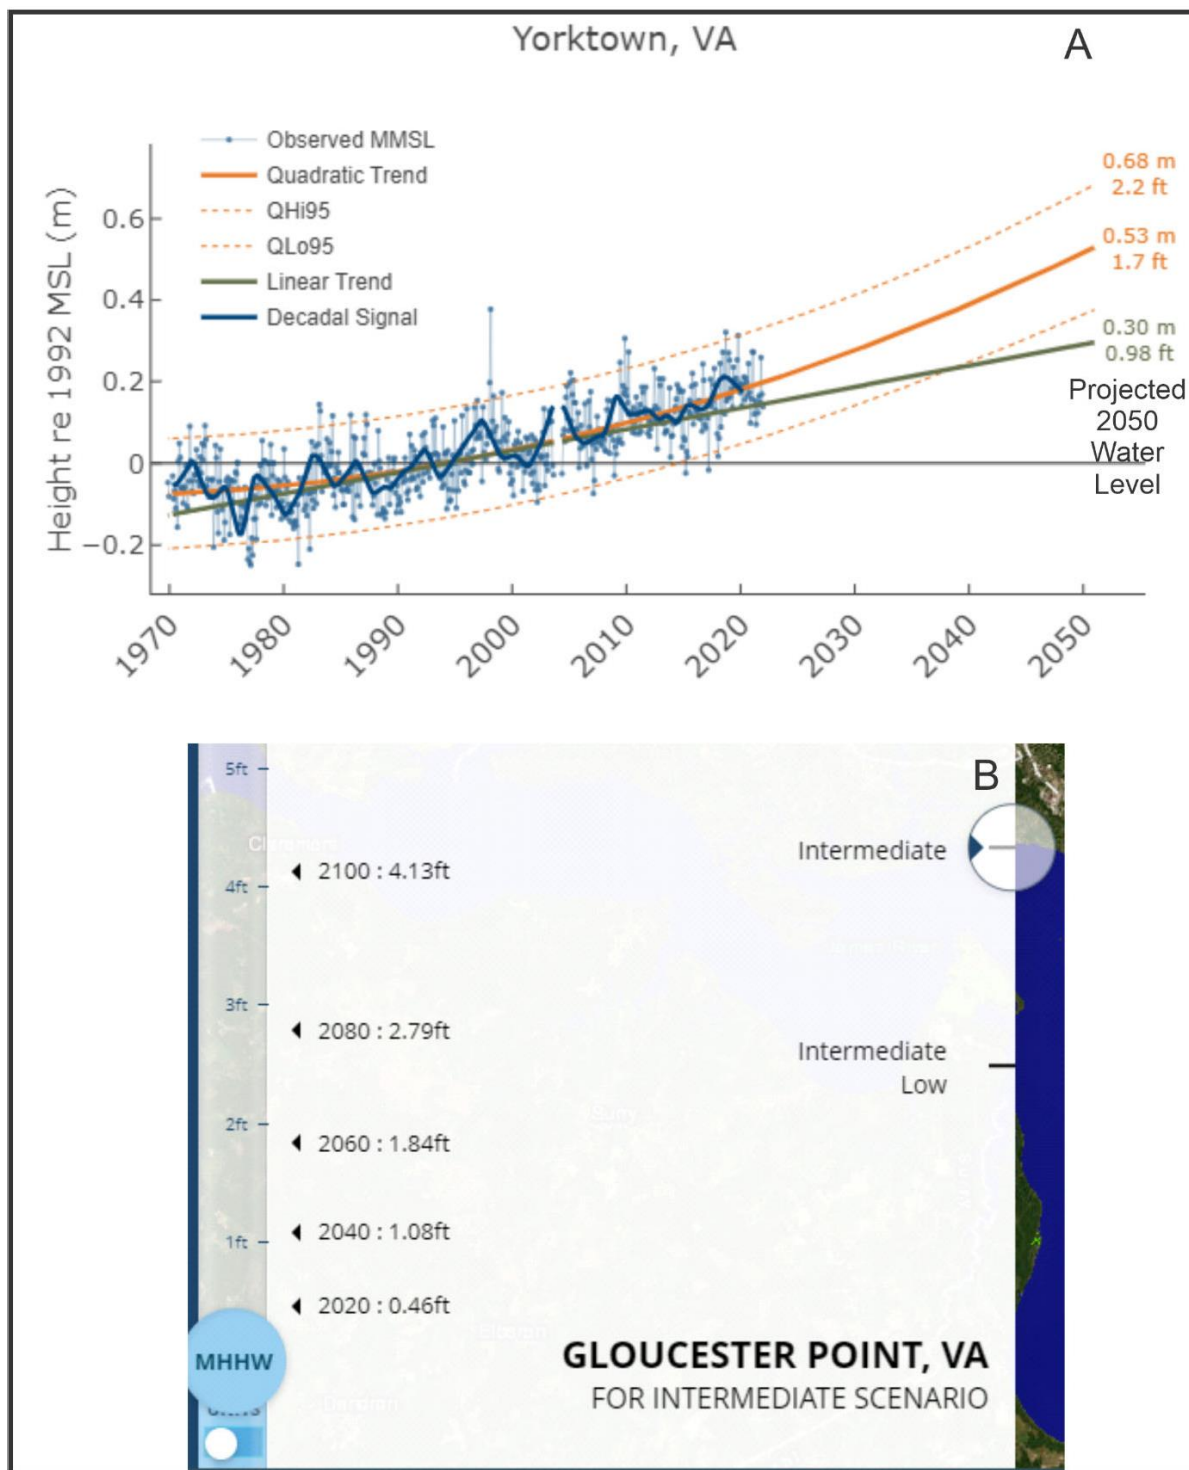 Yorktown, VA
A
Observed MMSL
Quadratic Trend
QHi95
QLo95
Linear Trend
Decadal Signal
Height re 1992 MSL (m)
0.6
0.4
0.2
0
−0.2
0.68 m
2.2 ft
0.53 m
1.7 ft
0.30 m
0.98 ft
Projected
2050
Water
Level
1970
1980
1990
2000
2010
2020
2030
2040
2050
B
5ft
4ft
3ft
2ft
1ft
2100 : 4.13ft
2080 : 2.79ft
2060 : 1.84ft
2040 : 1.08ft
2020 : 0.46ft
Intermediate
Intermediate
Low
Surry
MHHW
GLOUCESTER POINT, VA
FOR INTERMEDIATE SCENARIO